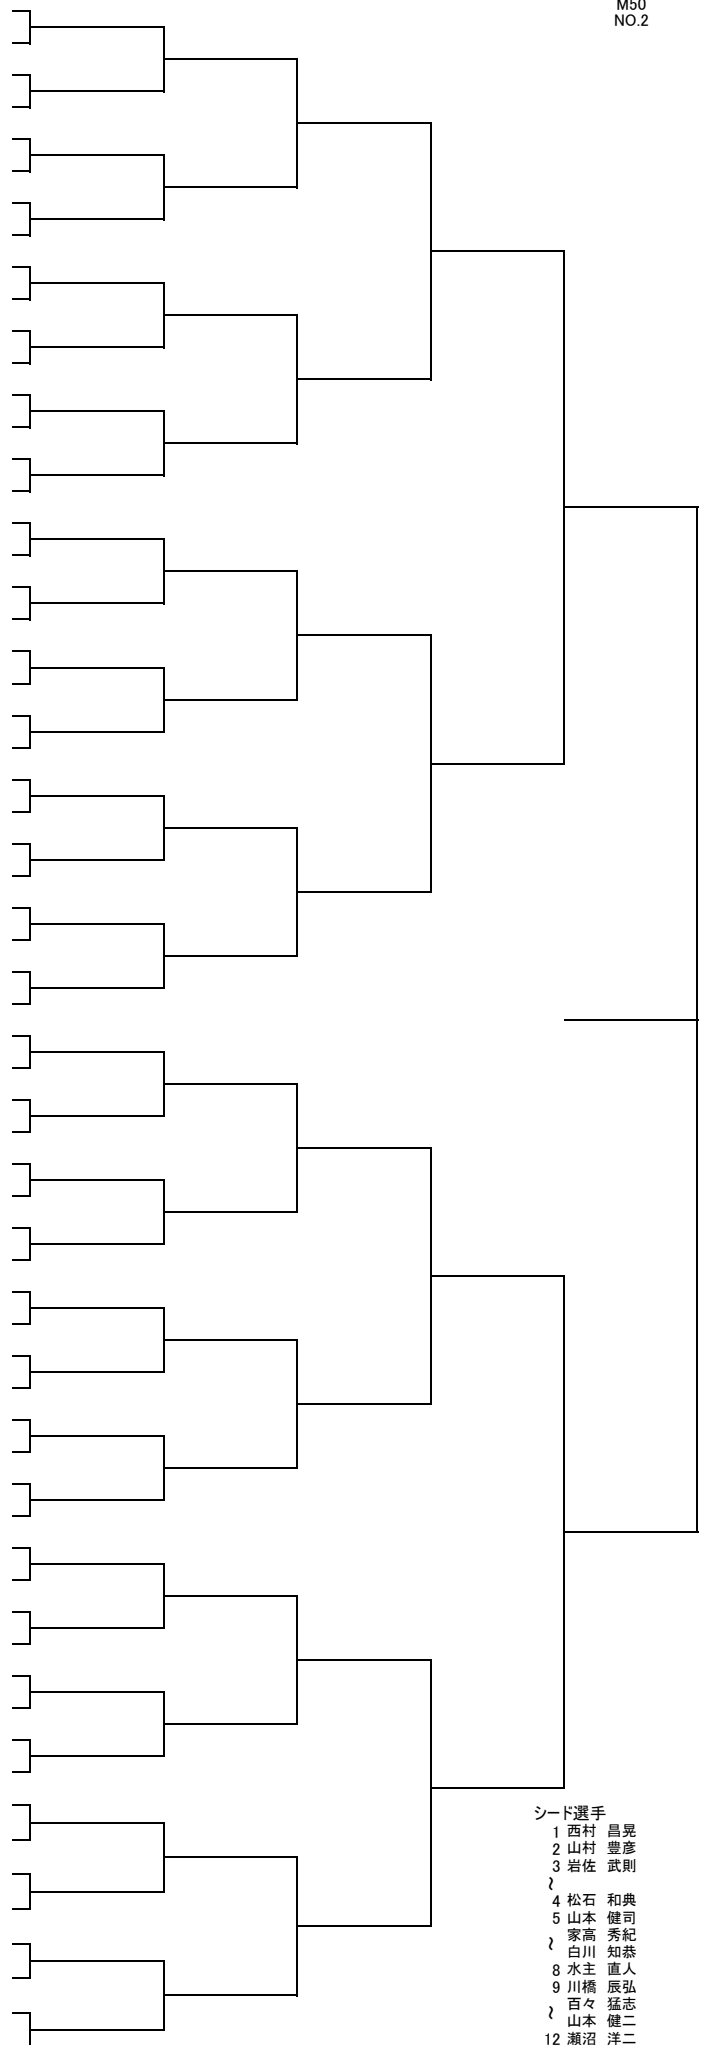 M50
NO.2
シード選手
1 西村 昌晃
2 山村 豊彦
3 岩佐 武則
~
4 松石 和典
5 山本 健司
家高 秀紀
~ 白川 知恭
8 水主 直人
9 川橋 辰弘
百々 猛志
~ 山本 健二
12 瀬沼 洋二